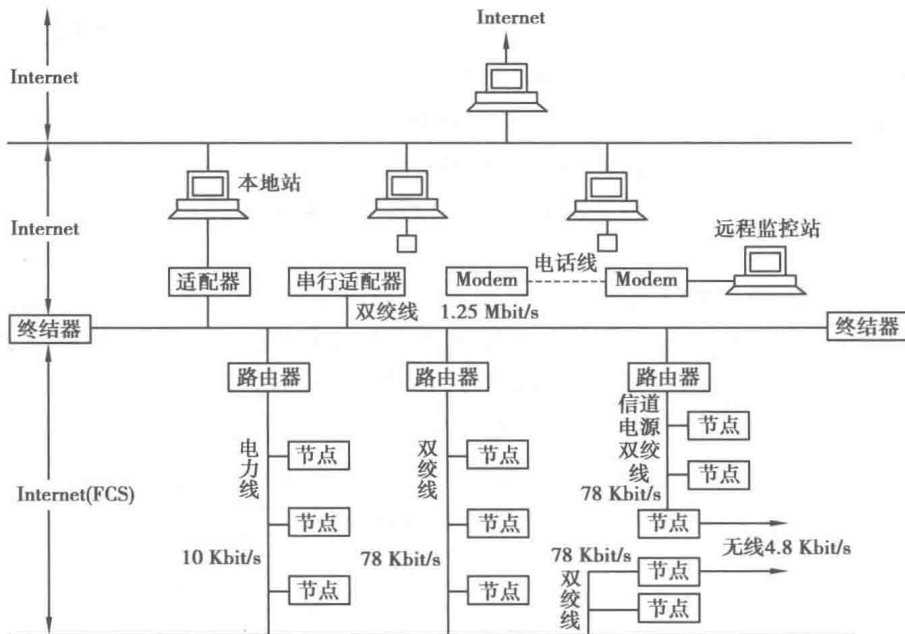 Internet
Internet
本地站
Internet
远程监控站
适配器
串行适配器
Modem
电话线
Modem
双绞线 1.25 Mbit/s
终结器
终结器
路由器
路由器
路由器
信道
电源
双绞
线
78 Kbit/s
节点
节点
节点
无线4.8 Kbit/s
电力线
节点
节点
节点
10 Kbit/s
双绞线
节点
节点
节点
78 Kbit/s
Internet(FCS)
78 Kbit/s
节点
双绞线
节点